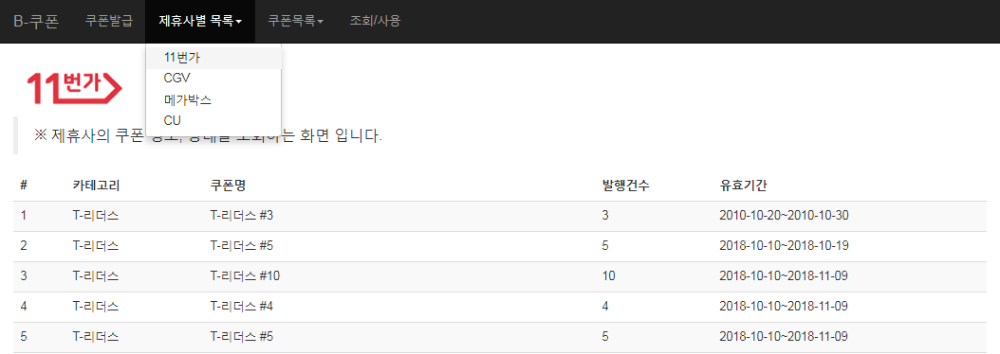 B-쿠폰 쿠폰발급 제휴사별 목록 쿠폰목록 조회/사용
11번가
CGV
메가박스
CU
11번가
※ 제휴사의 쿠폰 조회하는 화면 입니다.
# 카테고리 쿠폰명 발행건수 유효기간
1 T-리더스 T-리더스 #3 3 2010-10-20~2010-10-30
2 T-리더스 T-리더스 #5 5 2018-10-10~2018-10-19
3 T-리더스 T-리더스 #10 10 2018-10-10~2018-11-09
4 T-리더스 T-리더스 #4 4 2018-10-10~2018-11-09
5 T-리더스 T-리더스 #5 5 2018-10-10~2018-11-09